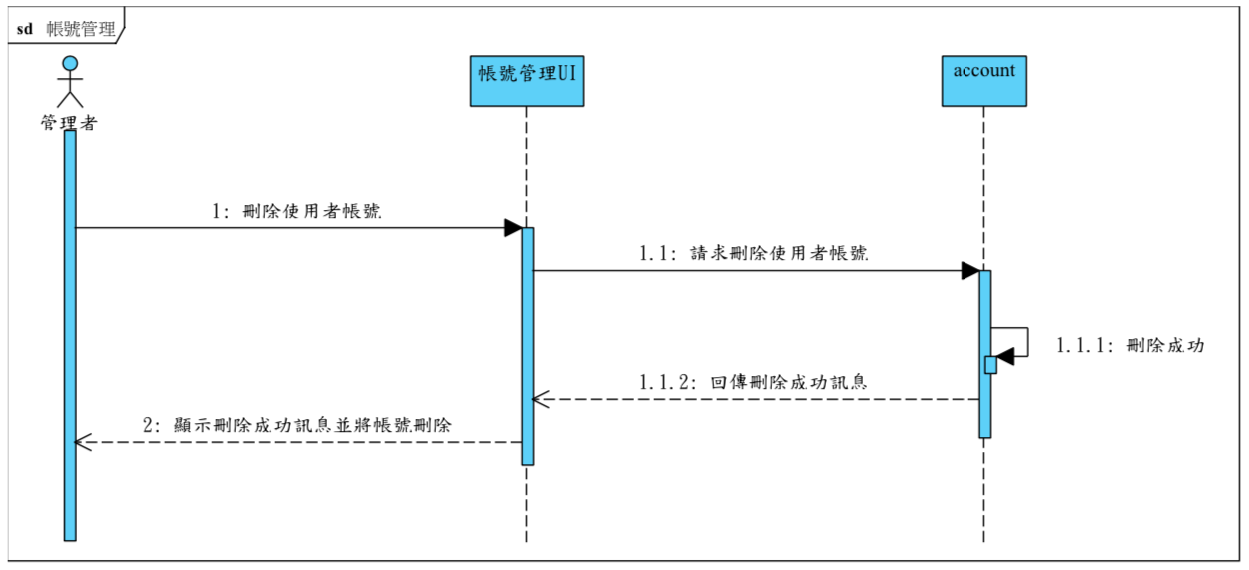 sd 帳號管理
管理者
帳號管理UI
account
1: 刪除使用者帳號
1.1: 請求刪除使用者帳號
1.1.1: 刪除成功
1.1.2: 回傳刪除成功訊息
2: 顯示刪除成功訊息並將帳號刪除